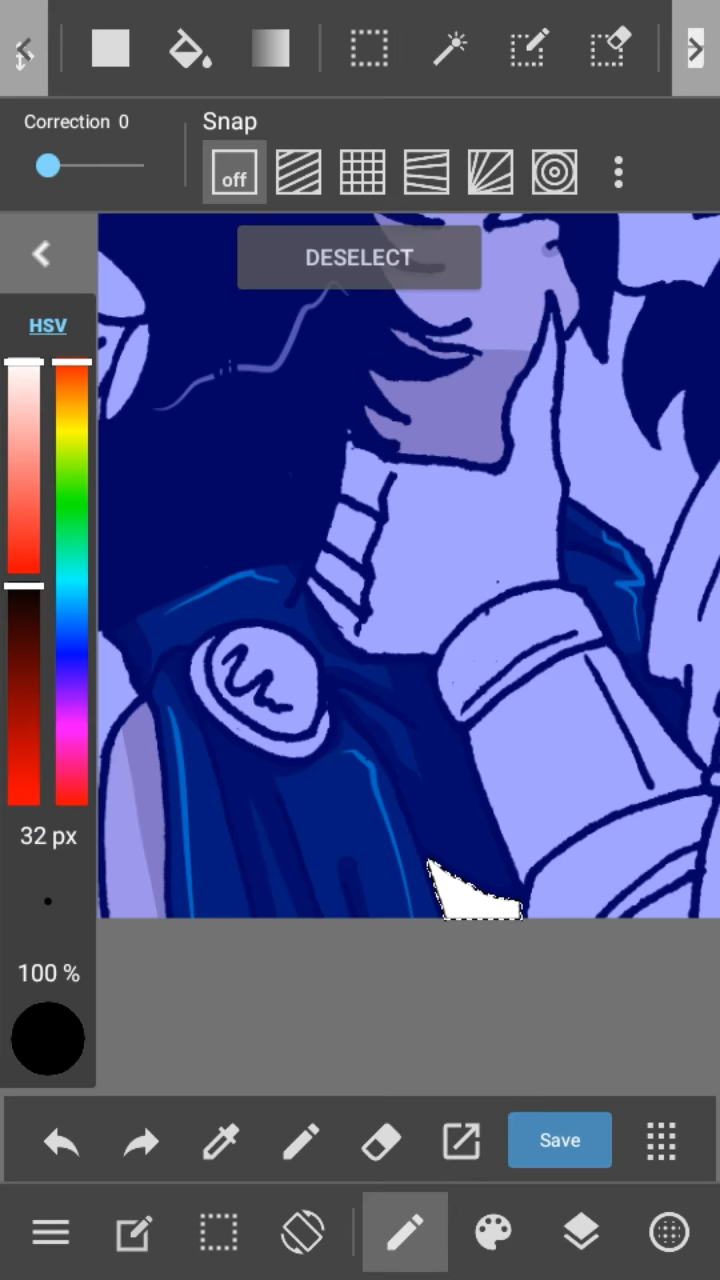 Correction 0
Snap
off
DESELECT
HSV
32 px
100 %
Save